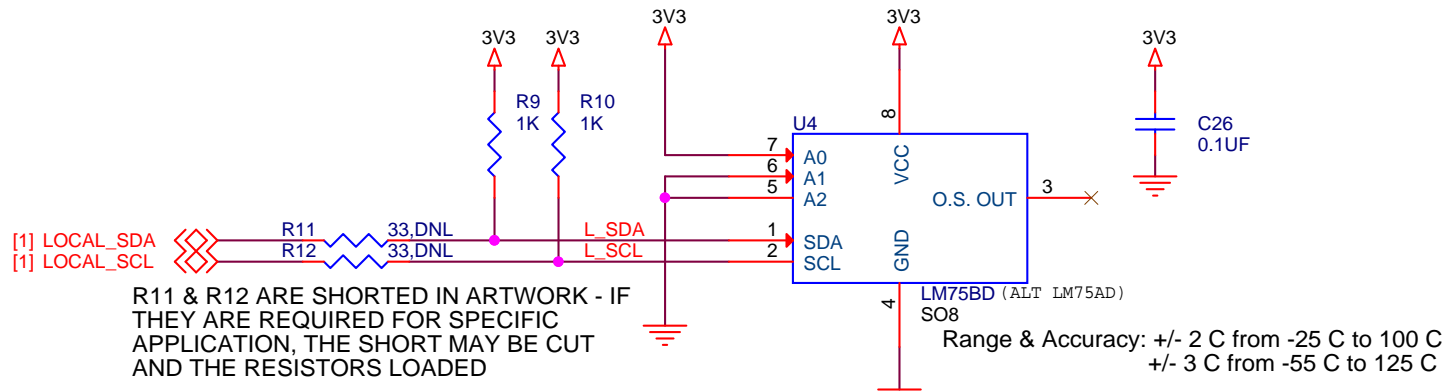 3V3
3V3
3V3 3V3
3V3
R9
1K
R10
1K
C26
0.1UF
U4
8
VCC
7
A0
6
A1
5
A2
O.S. OUT
3
[1] LOCAL_SDA
R11
33,DNL
L_SDA
1
SDA
[1] LOCAL_SCL
R12
33,DNL
L_SCL
2
SCL
GND
4
R11 & R12 ARE SHORTED IN ARTWORK - IF
THEY ARE REQUIRED FOR SPECIFIC
APPLICATION, THE SHORT MAY BE CUT
AND THE RESISTORS LOADED
LM75BD (ALT LM75AD)
SO8
Range & Accuracy: +/- 2 C from -25 C to 100 C
+/- 3 C from -55 C to 125 C